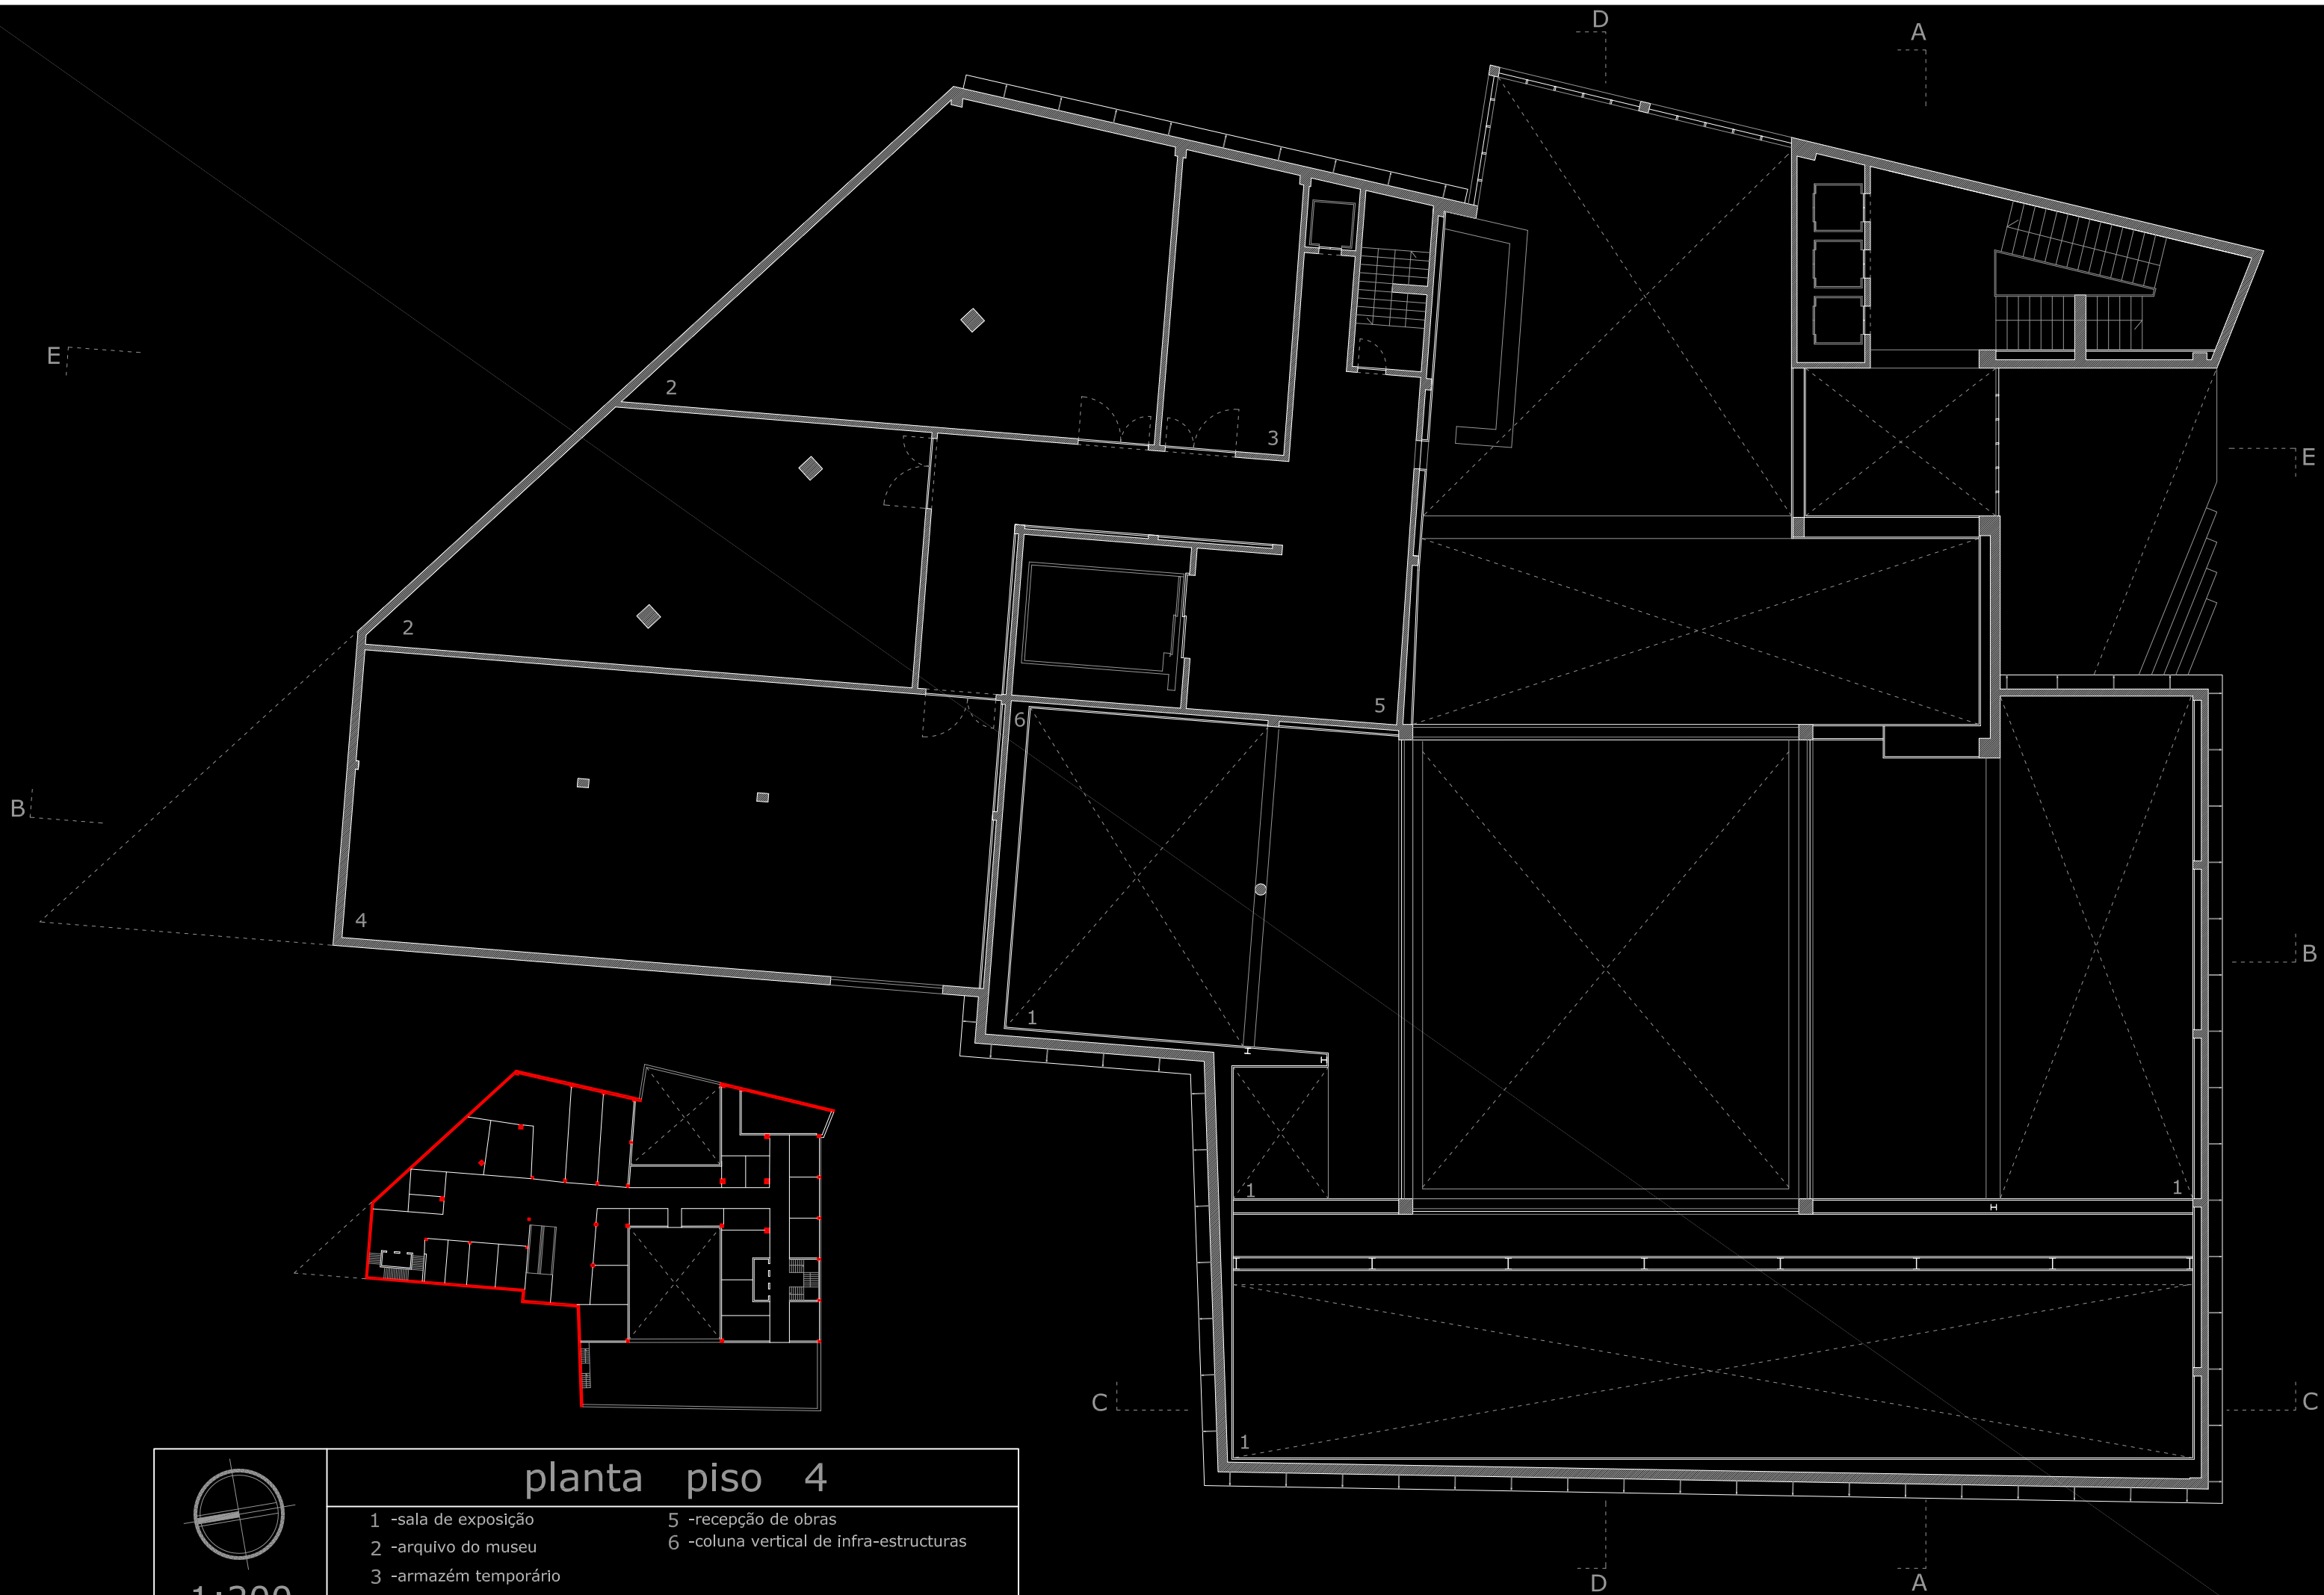 D
A
E
2
3
E
2
5
6
B
4
B
1
1
1
C
C
1
planta piso 4
1 -sala de exposição
2 -arquivo do museu
3 -armazém temporário
5 -recepção de obras
6 -coluna vertical de infra-estructuras
D
A